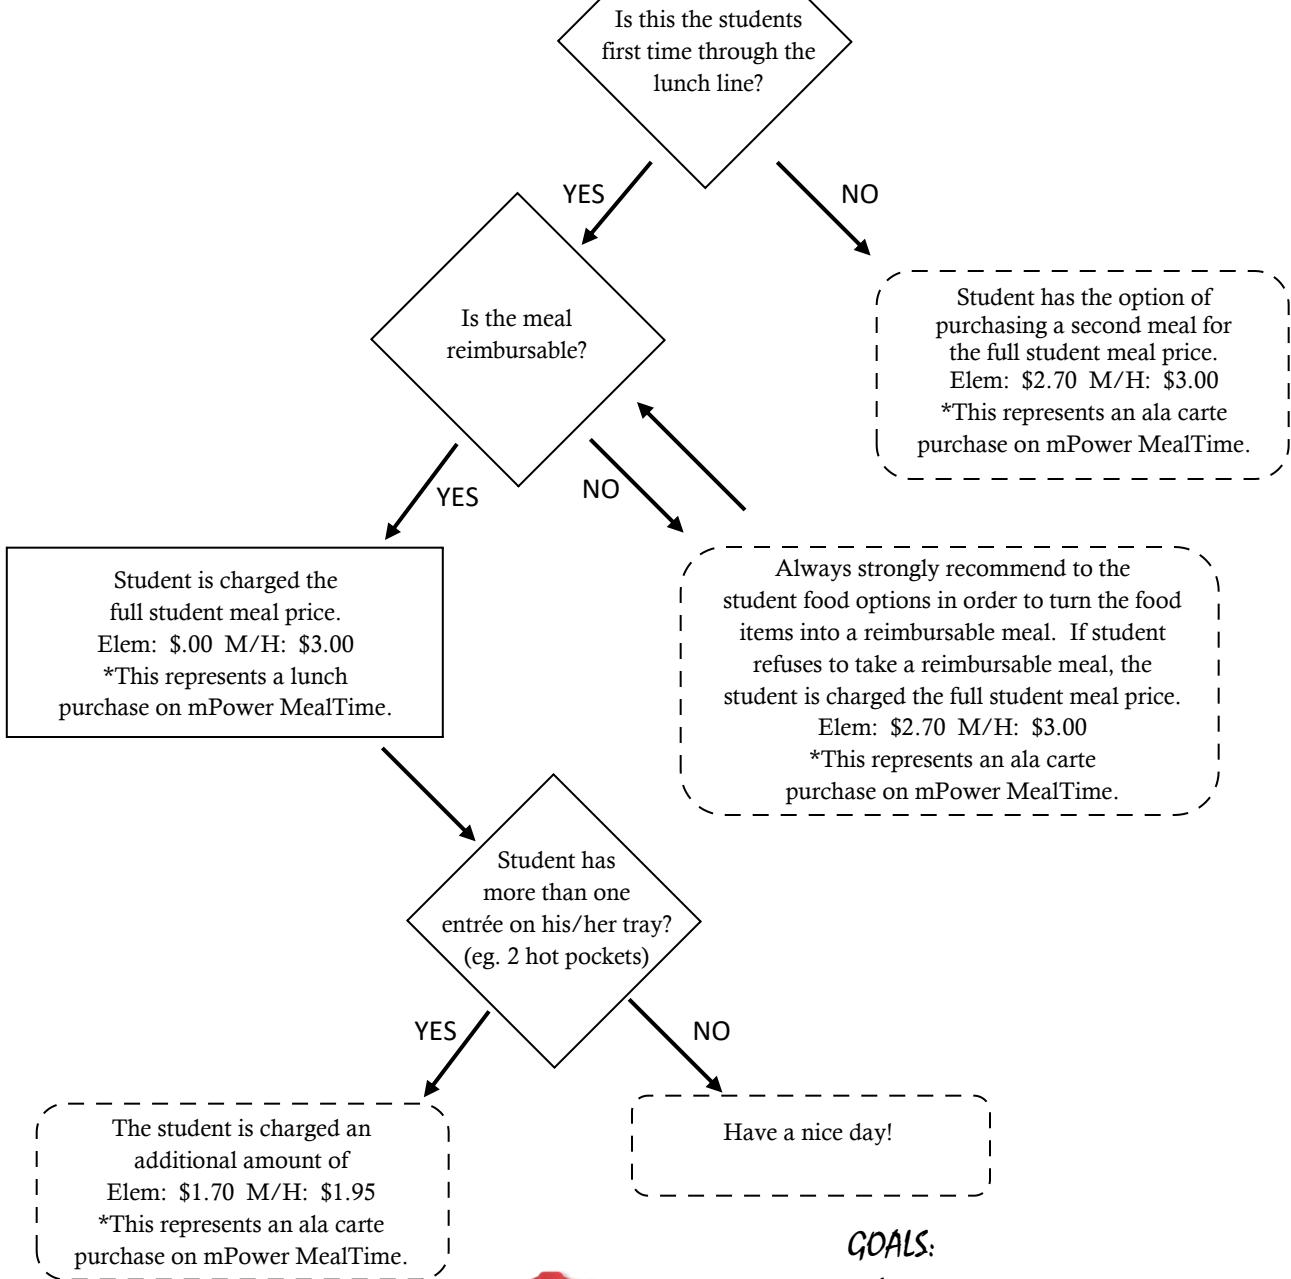 Is this the students
first time through the
lunch line?
YES
NO
Is the meal
reimbursable?
Student has the option of
purchasing a second meal for
the full student meal price.
Elem: $2.70 M/H: $3.00
*This represents an ala carte
purchase on mPower MealTime.
YES
NO
Student is charged the
full student meal price.
Elem: $.00 M/H: $3.00
*This represents a lunch
purchase on mPower MealTime.
Always strongly recommend to the
student food options in order to turn the food
items into a reimbursable meal. If student
refuses to take a reimbursable meal, the
student is charged the full student meal price.
Elem: $2.70 M/H: $3.00
*This represents an ala carte
purchase on mPower MealTime.
Student has
more than one
entrée on his/her tray?
(eg. 2 hot pockets)
YES
NO
The student is charged an
additional amount of
Elem: $1.70 M/H: $1.95
*This represents an ala carte
purchase on mPower MealTime.
Have a nice day!
GOALS: